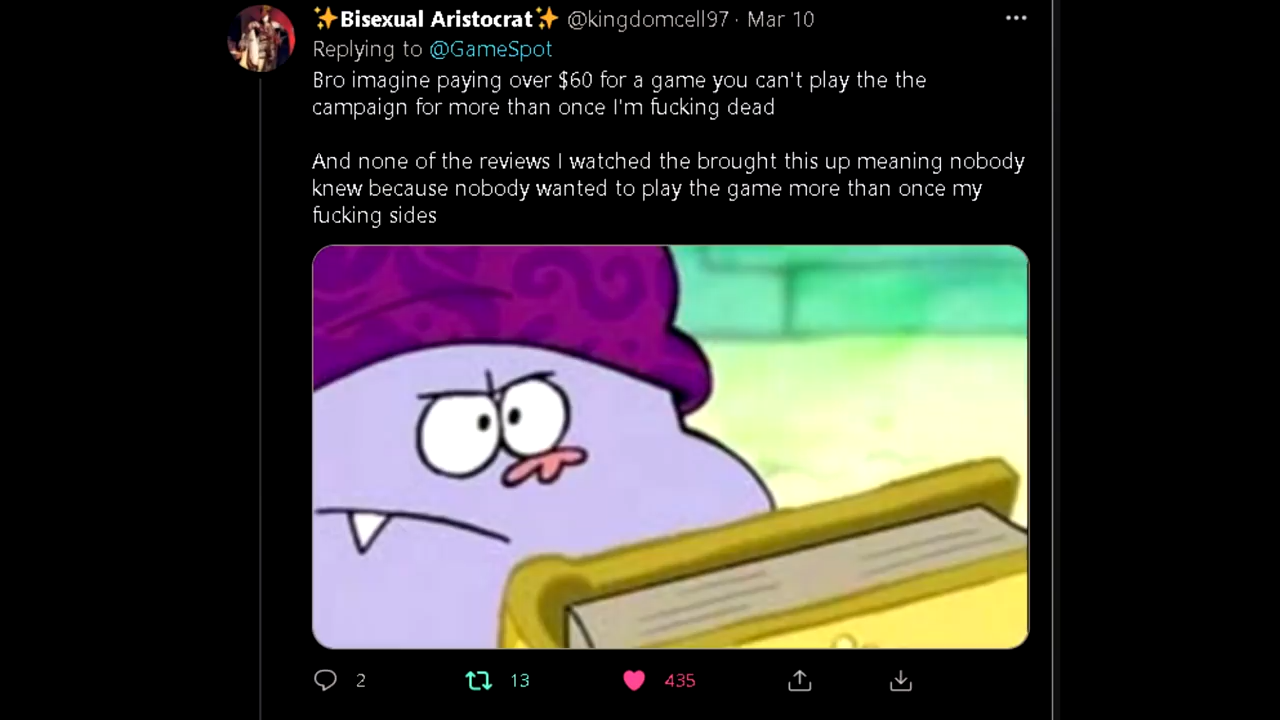 ✨Bisexual Aristocrat✨ @kingdomcell97 · Mar 10
Replying to @GameSpot
Bro imagine paying over $60 for a game you can't play the the
campaign for more than once I'm fucking dead
And none of the reviews I watched the brought this up meaning nobody
knew because nobody wanted to play the game more than once my
fucking sides
2 13 435